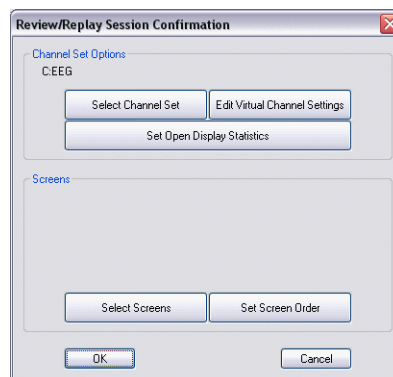 Review/Replay Session Confirmation
Channel Set Options
C:EEG
Select Channel Set
Edit Virtual Channel Settings
Set Open Display Statistics
Screens
Select Screens
Set Screen Order
OK
Cancel